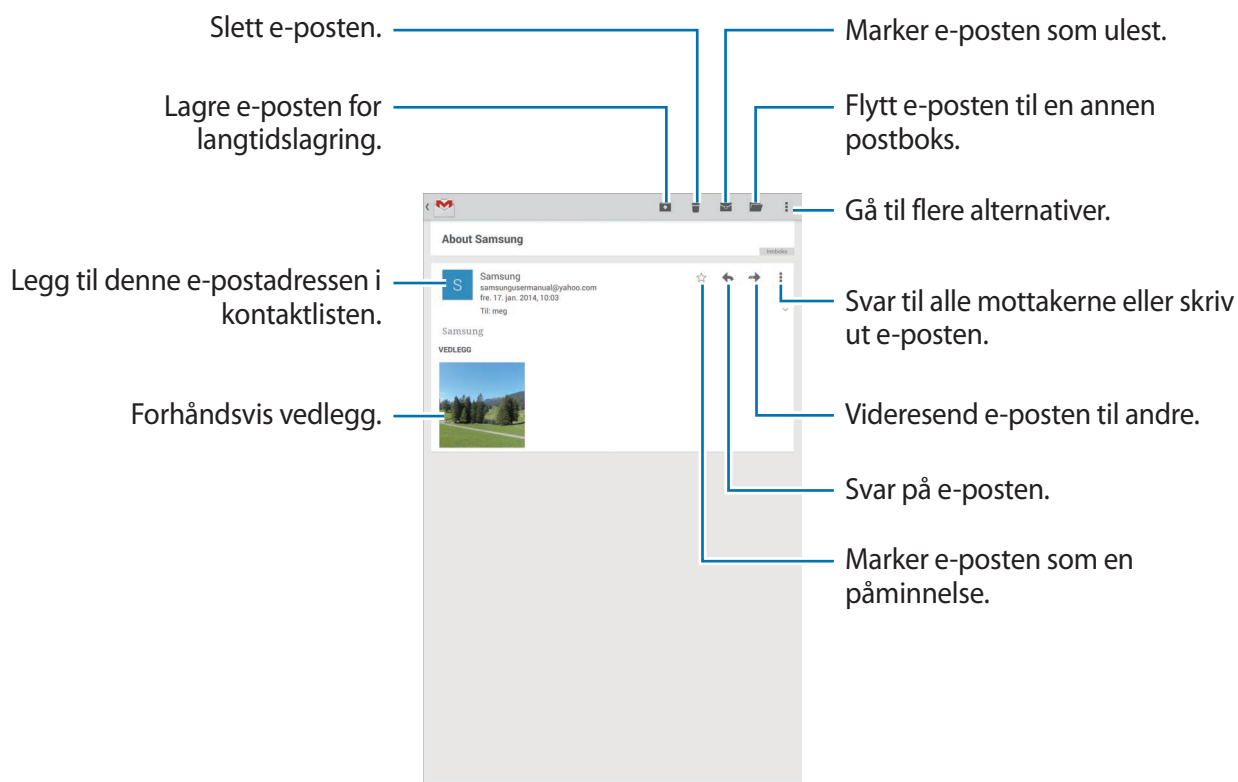 Slett e-posten.
Marker e-posten som ulest.
Lagre e-posten for
langtidslagring.
Flytt e-posten til en annen
postboks.
Gå til flere alternativer.
About Samsung
Innboks
Legg til denne e-postadressen i
kontaktlisten.
S
Samsung
samsungusermanual@yahoo.com
fre. 17. jan. 2014, 10:03
Til: meg
Svar til alle mottakerne eller skriv
ut e-posten.
Samsung
VEDLEGG
Forhåndsvis vedlegg.
Videresend e-posten til andre.
Svar på e-posten.
Marker e-posten som en
påminnelse.